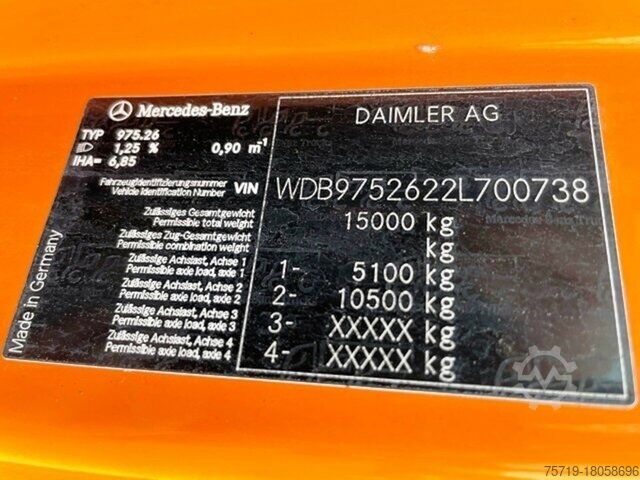 Mercedes-Benz
DAIMLER AG
TYP 975.26
1,25 % 0,90 m⁻¹
IHA= 6,85
Fahrzeugidentifizierungsnummer
Vehicle Identification Number VIN WDB9752622L700738
Zulässiges Gesamtgewicht
Permissible total weight 15000 kg
Zulässiges Zug-Gesamtgewicht
Permissible combination weight kg
Zulässige Achslast, Achse 1
Permissible axle load, axle 1 1- 5100 kg
Zulässige Achslast, Achse 2
Permissible axle load, axle 2 2- 10500 kg
Zulässige Achslast, Achse 3
Permissible axle load, axle 3 3- XXXXX kg
Zulässige Achslast, Achse 4
Permissible axle load, axle 4 4- XXXXX kg
Made in Germany
75719-18058696